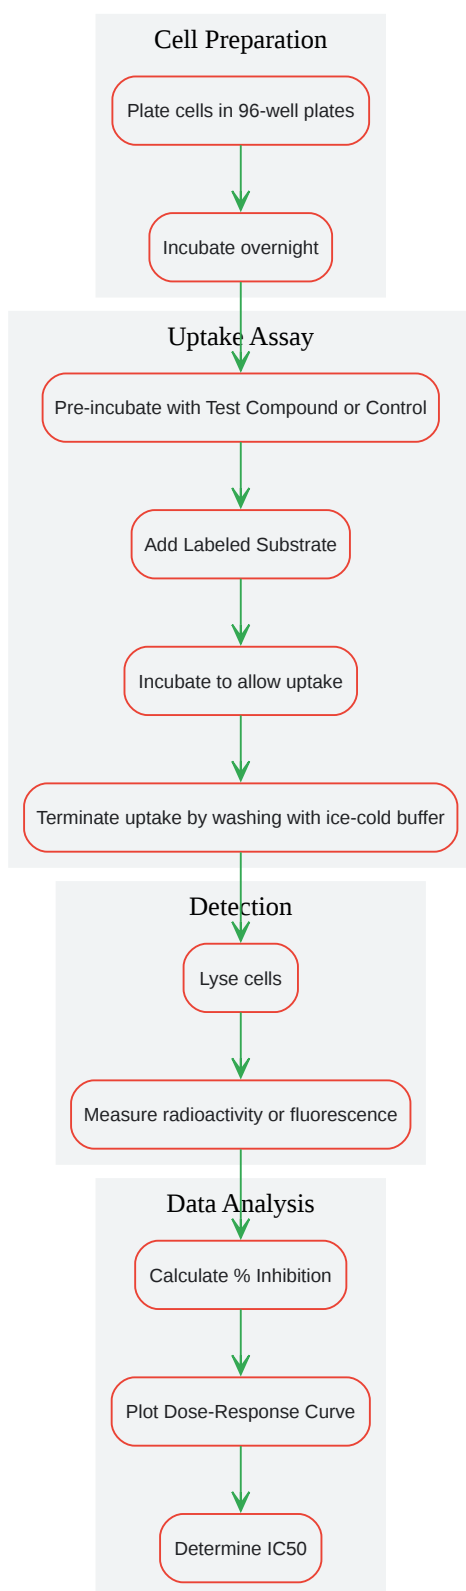 Cell Preparation
Plate cells in 96-well plates
Incubate overnight
Uptake Assay
Pre-incubate with Test Compound or Control
Add Labeled Substrate
Incubate to allow uptake
Terminate uptake by washing with ice-cold buffer
Detection
Lyse cells
Measure radioactivity or fluorescence
Data Analysis
Calculate % Inhibition
Plot Dose-Response Curve
Determine IC50